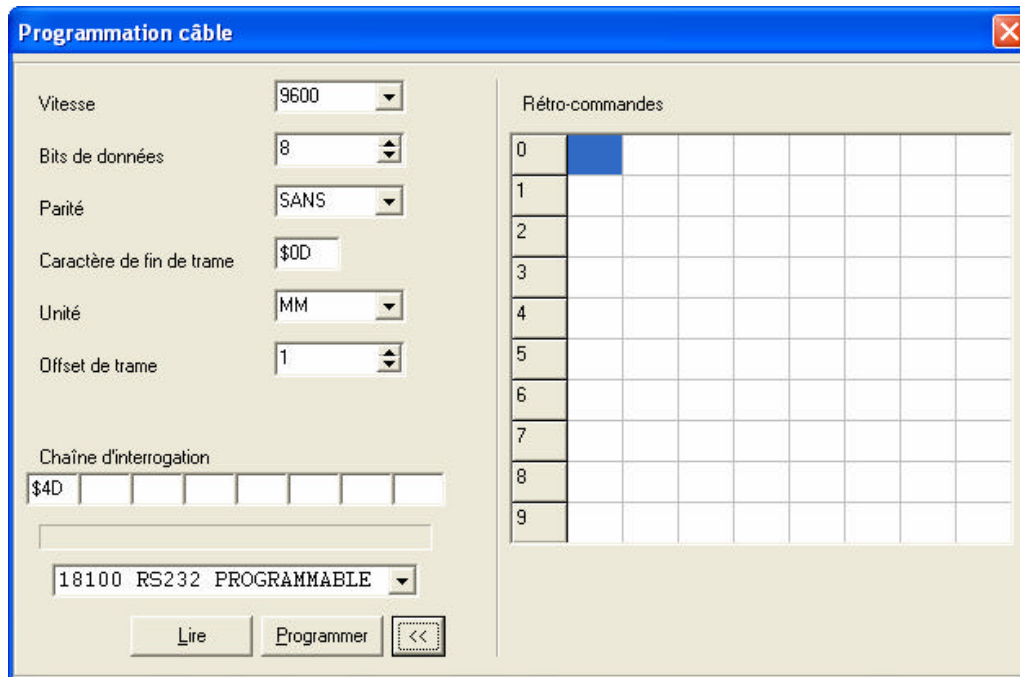 Programmation câble
Vitesse 9600
Bits de données 8
Parité SANS
Caractère de fin de trame $0D
Unité MM
Offset de trame 1
Chaîne d'interrogation
$4D
18100 RS232 PROGRAMMABLE
Lire Programmer <<
Rétro-commandes
0
1
2
3
4
5
6
7
8
9